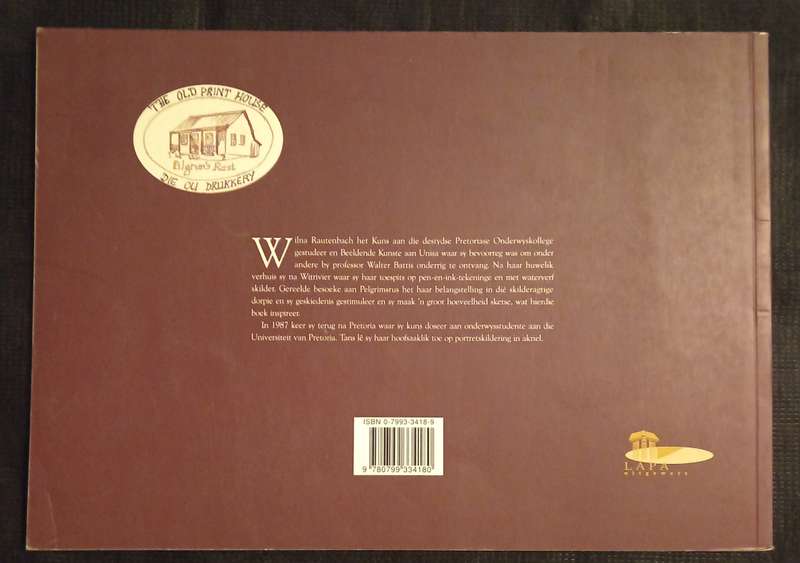 THE OLD PRINT HOUSE
Pilgrim's Rest
DIE OU DRUKKERY
Wilna Rautenbach het Kuns aan die destydse Pretoriase Onderwyskollege
gestudeer en Beeldende Kunste aan Unisa waar sy bevoorreg was om onder
andere by professor Walter Battis onderrig te ontvang. Na haar huwelik
verhuis sy na Witrivier waar sy haar toespits op pen-en-ink-tekeninge en met waterverf
skilder. Gereelde besoeke aan Pelgrimsrus het haar belangstelling in dié skilderagtige
dorpie en sy geskiedenis gestimuleer en sy maak 'n groot hoeveelheid sketse, wat hierdie
boek inspireer.
In 1987 keer sy terug na Pretoria waar sy kuns doseer aan onderwysstudente aan die
Universiteit van Pretoria. Tans lê sy haar hoofsaaklik toe op portretskildering in akriel.
ISBN 0-7993-3418-9
9 780799 334180
LAPA
uitgewers